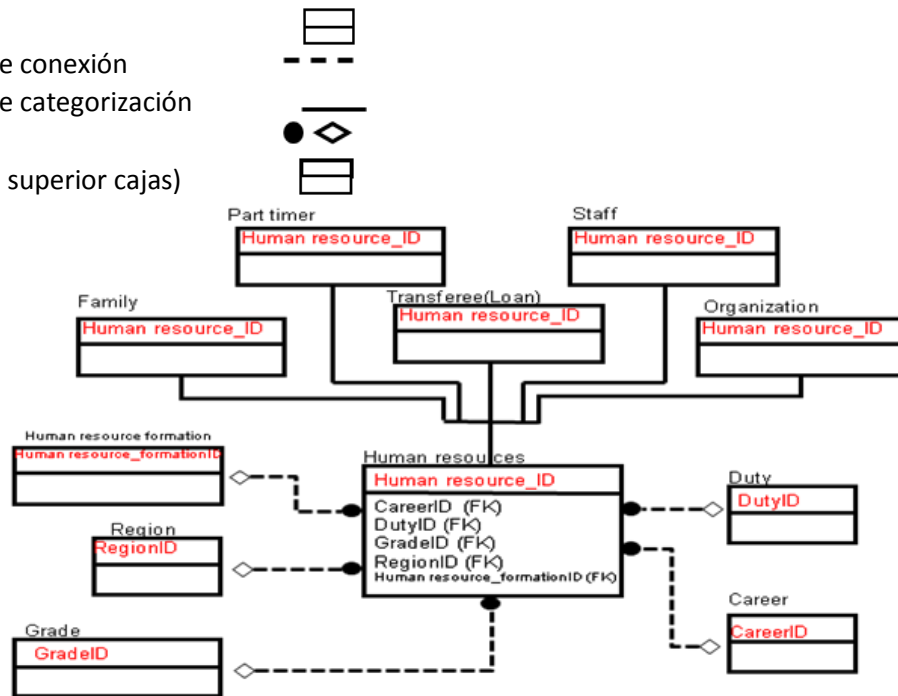 e conexión
e categorización
superior cajas)
Part timer
Human resource_ID
Staff
Human resource_ID
Family
Human resource_ID
Transferee(Loan)
Human resource_ID
Organization
Human resource_ID
Human resource formation
Human resource_formationID
Human resources
Human resource_ID
CareerID (FK)
DutyID (FK)
GradeID (FK)
RegionID (FK)
Human resource_formationID (FK)
Duty
DutyID
Region
RegionID
Career
CareerID
Grade
GradeID